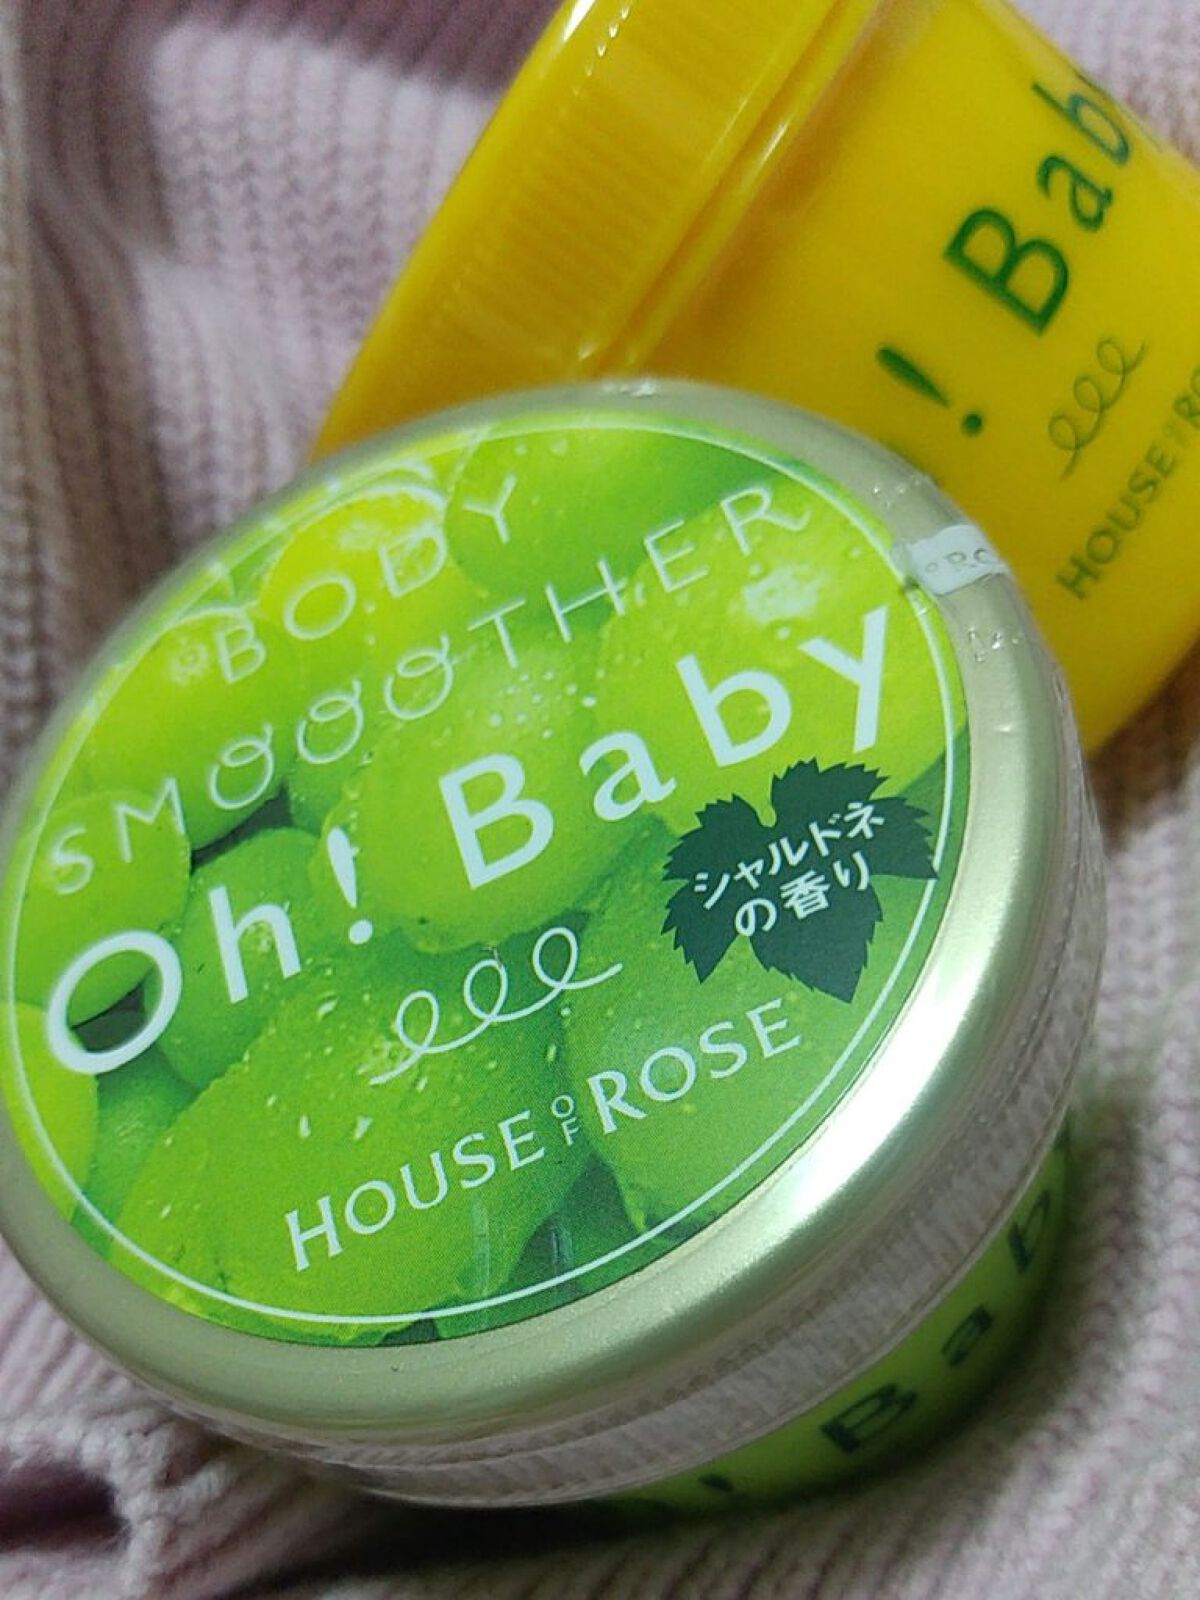 ! Baby
HOUSE OF RO
BODY
SMOOOTHER
Oh! Baby
シャルドネ
の香り
HOUSE OF ROSE
! Bab